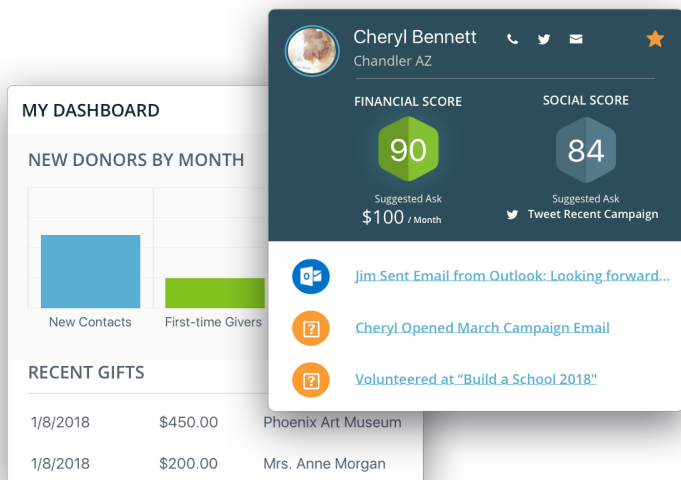 Cheryl Bennett
Chandler AZ
FINANCIAL SCORE
SOCIAL SCORE
90
84
Suggested Ask
$100 / Month
Suggested Ask
Tweet Recent Campaign
Jim Sent Email from Outlook: Looking forward...
Cheryl Opened March Campaign Email
Volunteered at “Build a School 2018"
MY DASHBOARD
NEW DONORS BY MONTH
New Contacts
First-time Givers
RECENT GIFTS
1/8/2018 $450.00 Phoenix Art Museum
1/8/2018 $200.00 Mrs. Anne Morgan